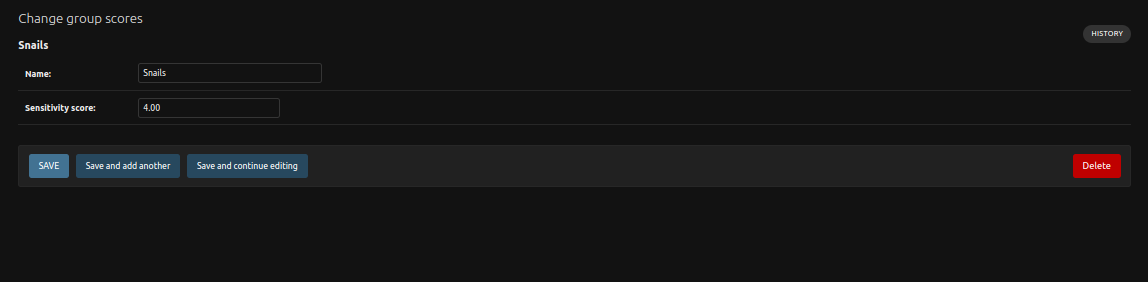 Change group scores
HISTORY
Snails
Name: Snails
Sensitivity score: 4.00
SAVE Save and add another Save and continue editing Delete